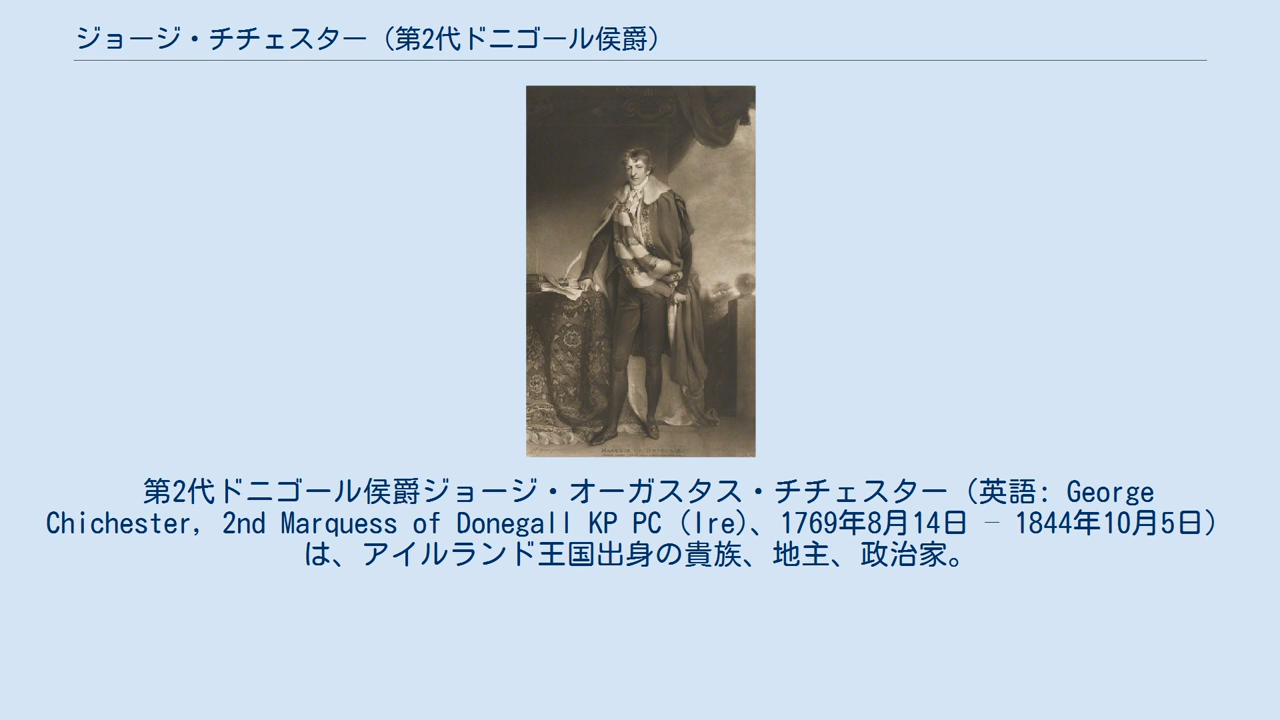 ジョージ・チチェスター（第2代ドニゴール侯爵）
第2代ドニゴール侯爵ジョージ・オーガスタス・チチェスター（英語: George
Chichester, 2nd Marquess of Donegall KP PC (Ire)、1769年8月14日 – 1844年10月5日）
は、アイルランド王国出身の貴族、地主、政治家。